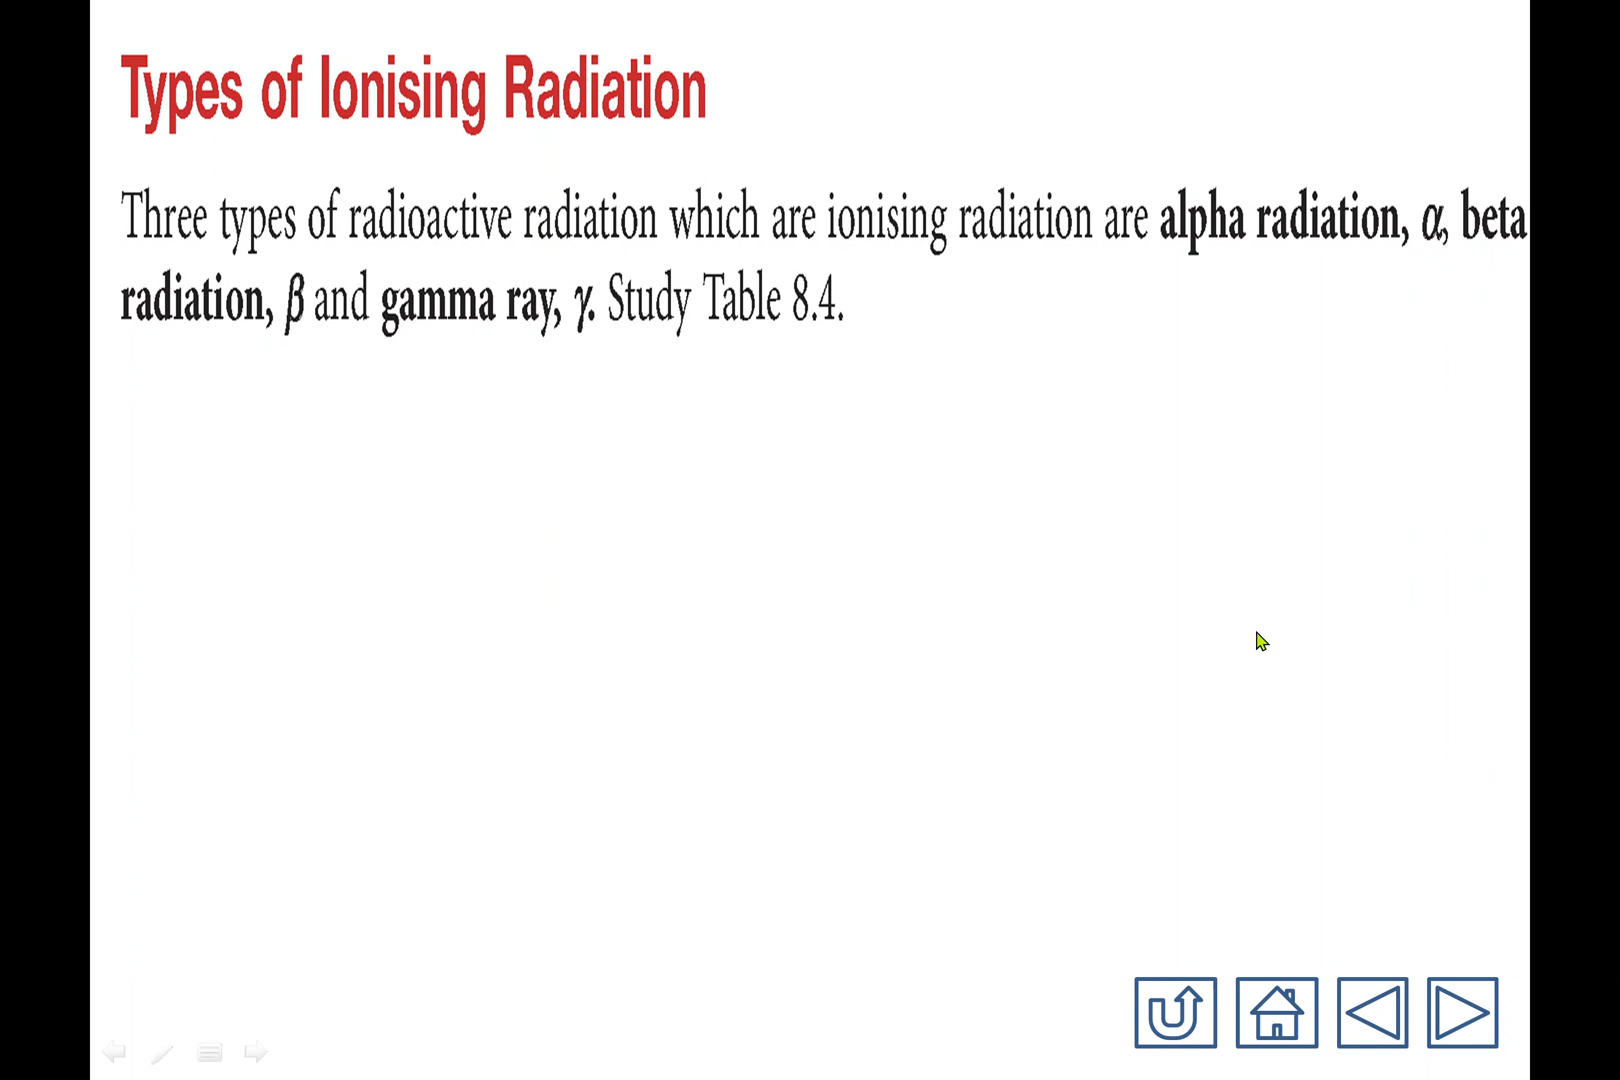 Types of Ionising Radiation
Three types of radioactive radiation which are ionising radiation are alpha radiation, α, beta
radiation, β and gamma ray, γ. Study Table 8.4.